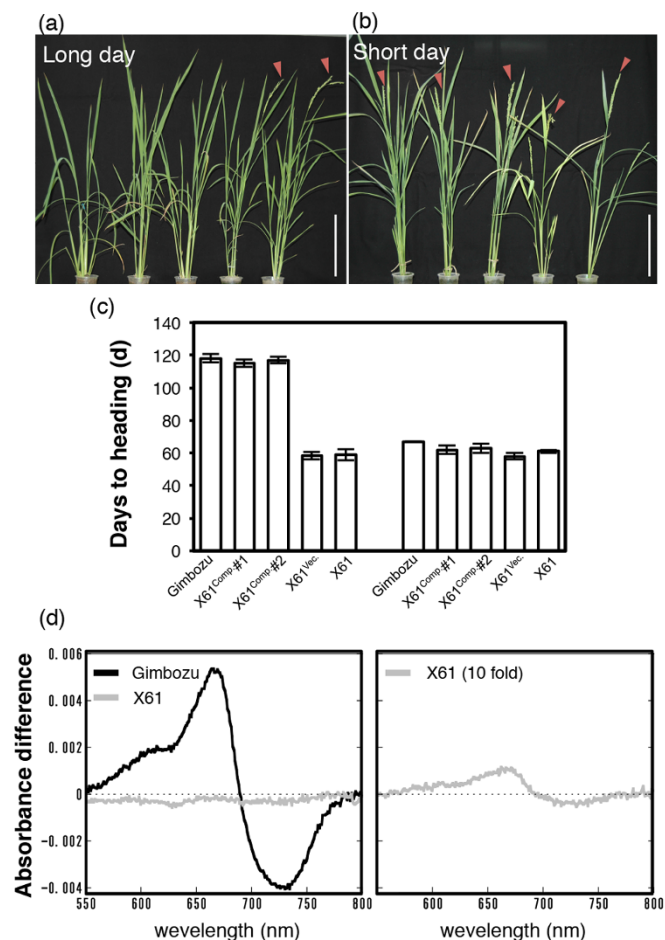 (a)
(b)
Long day
Short day
(c)
Days to heading (d)
140
120
100
80
60
40
20
0
Gimbozu
X61Comp.#1
X61Comp.#2
X61Vec.
X61
Gimbozu
X61Comp.#1
X61Comp.#2
X61Vec.
X61
(d)
Absorbance difference
0.006
0.004
0.002
0
−0.002
−0.004
Gimbozu
X61
X61 (10 fold)
550 600 650 700 750 800
600 650 700 750 800
wavelength (nm)
wavelength (nm)